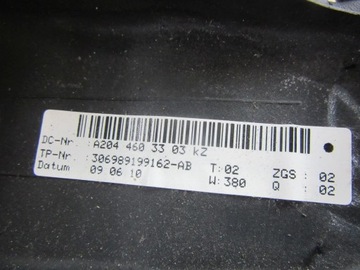 DC-Nr. :A204 460 33 03 kZ
TP-Nr. :306989199162-AB T:02 ZGS : 02
Datum 09 06 10 W:380 Q : 02